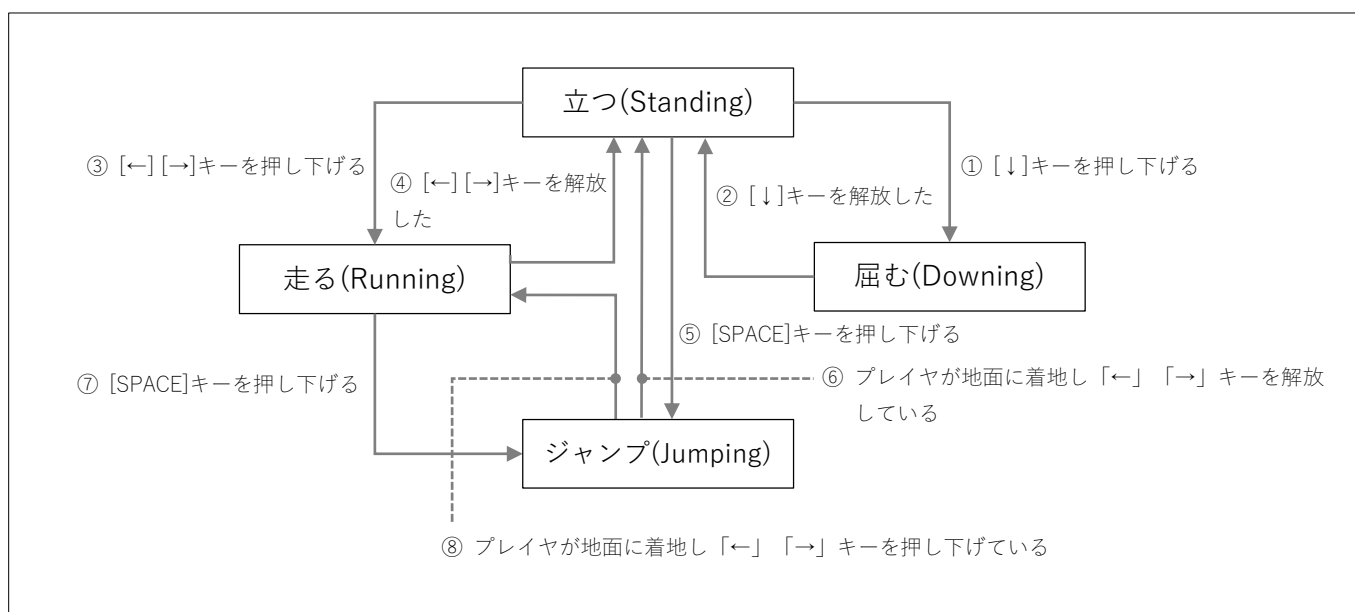 立つ(Standing)
③ [←] [→]キーを押し下げる
④ [←] [→]キーを解放
した
② [↓]キーを解放した
① [↓]キーを押し下げる
走る(Running)
屈む(Downing)
⑤ [SPACE]キーを押し下げる
⑦ [SPACE]キーを押し下げる
⑥ プレイヤが地面に着地し「←」「→」キーを解放
している
ジャンプ(Jumping)
⑧ プレイヤが地面に着地し「←」「→」キーを押し下げている